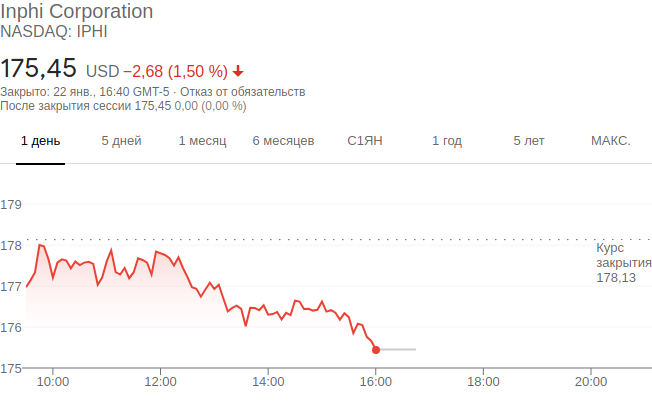 Inphi Corporation
NASDAQ: IPHI
175,45 USD −2,68 (1,50 %)
Закрыто: 22 янв., 16:40 GMT-5 · Отказ от обязательств
После закрытия сессии 175,45 0,00 (0,00 %)
1 день 5 дней 1 месяц 6 месяцев С1ЯН 1 год 5 лет МАКС.
179
178
Курс
закрытия
178,13
177
176
175
10:00 12:00 14:00 16:00 18:00 20:00